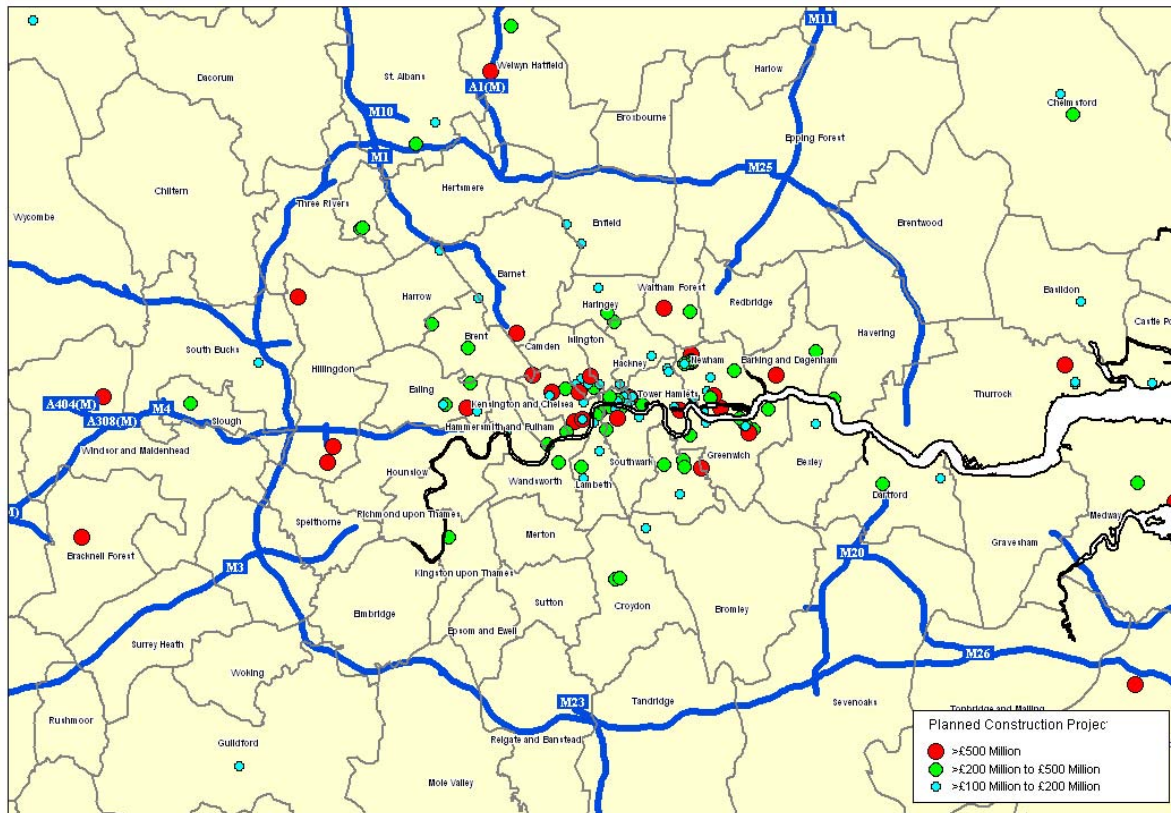 M11
Dacorum
St. Albans
Welwyn Hatfield
Harlow
A1(M)
Chelmsford
M10
Broxbourne
Epping Forest
M1
M25
Chiltern
Hertsmere
Three Rivers
Wycombe
Enfield
Brentwood
Barnet
Waltham Forest
Basildon
Harrow
Haringey
Redbridge
Castle Po
Havering
Brent
Camden
Islington
South Bucks
Hackney
Newham
Barking and Dagenham
Hillingdon
Ealing
Thurrock
Tower Hamlets
A404(M)
Kensington and Chelsea
M4
A308(M)
Slough
Hammersmith and Fulham
Windsor and Maidenhead
Hounslow
Southwark
Greenwich
Bexley
Wandsworth
Lambeth
Dartford
M)
Richmond upon Thames
Medway
Spelthorne
Merton
Gravesham
Bracknell Forest
M20
M3
Kingston upon Thames
Bromley
Sutton
Croydon
Elmbridge
Epsom and Ewell
Surrey Heath
M26
Woking
M23
Tandridge
Sevenoaks
Tonbridge and Malling
Rushmoor
Reigate and Banstead
Guildford
Mole Valley
Planned Construction Projec
>£500 Million
>£200 Million to £500 Million
>£100 Million to £200 Million